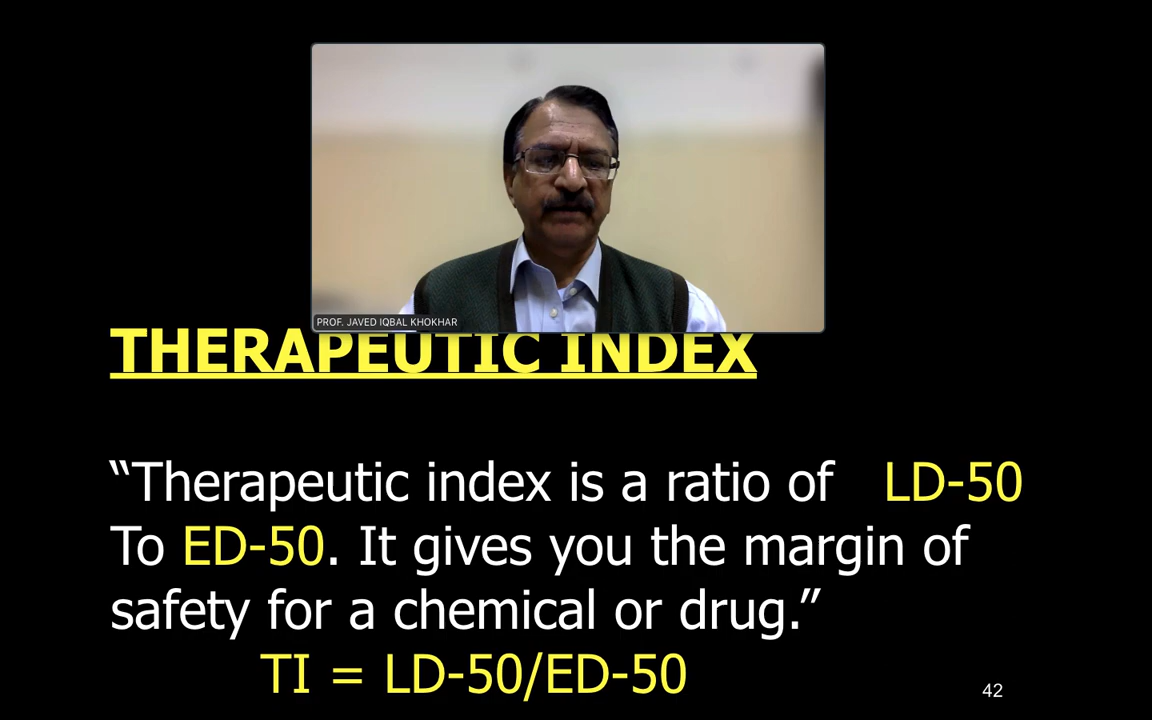 PROF. JAVED IQBAL KHOKHAR
THERAPEUTIC INDEX
“Therapeutic index is a ratio of LD-50
To ED-50. It gives you the margin of
safety for a chemical or drug.”
TI = LD-50/ED-50
42